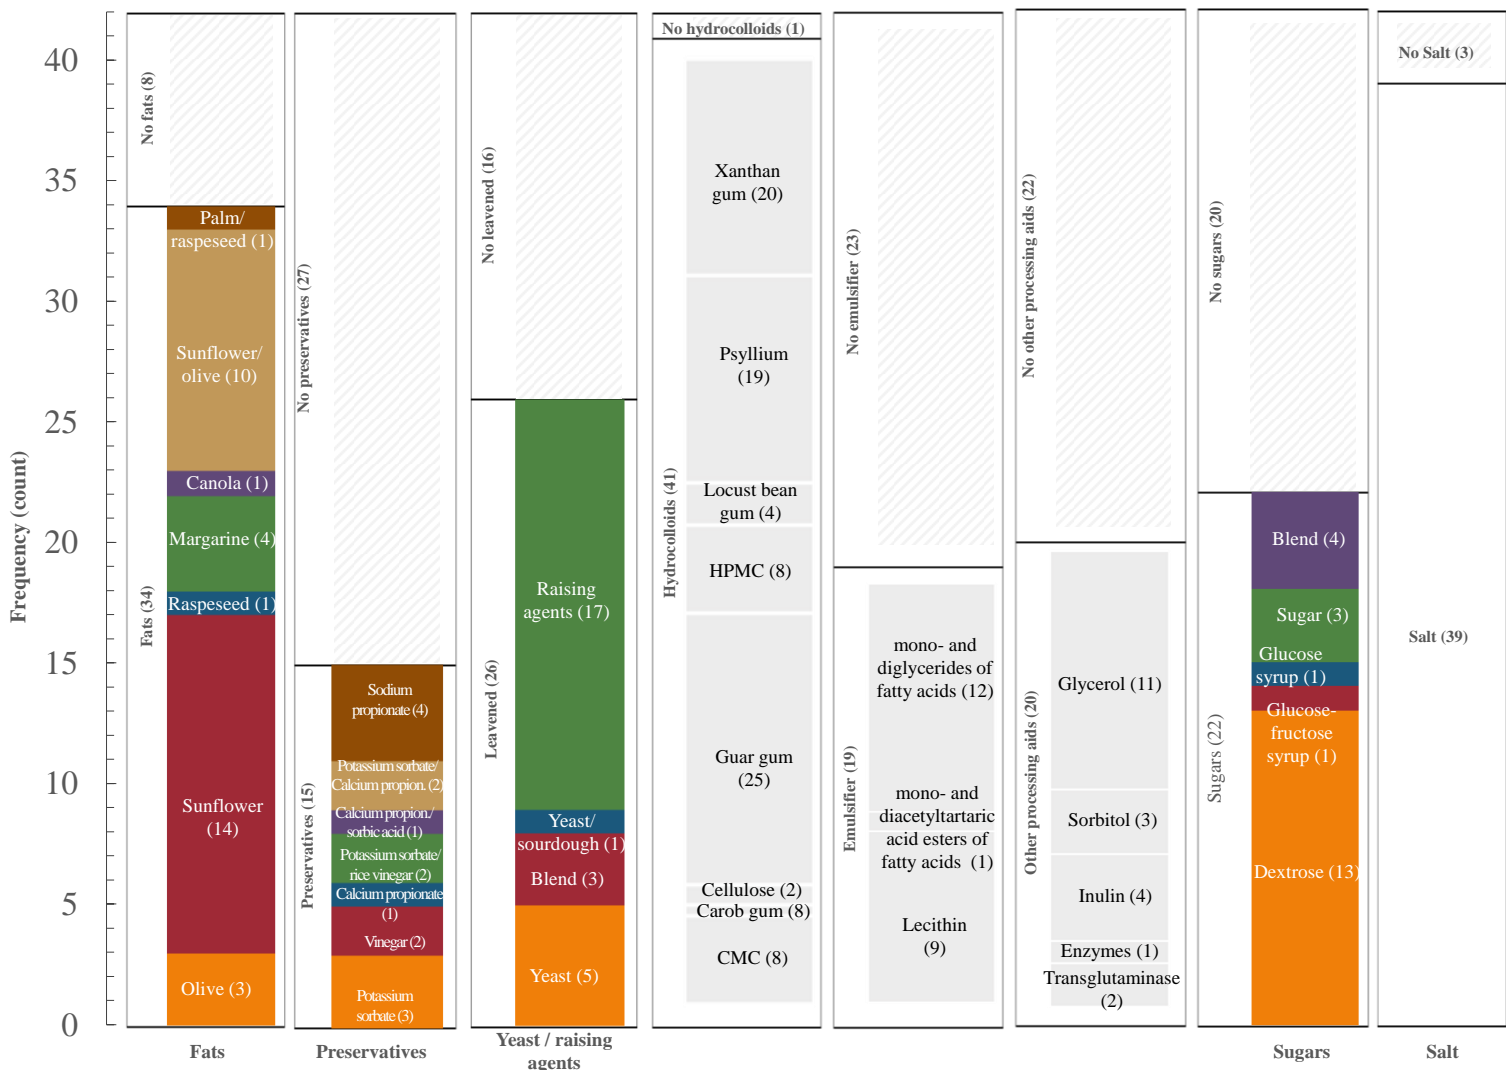 Frequency (count)
40
35
30
25
20
15
10
5
0
No fats (8)
Fats (34)
Palm/
raspeseed (1)
Sunflower/
olive (10)
Canola (1)
Margarine (4)
Raspeseed (1)
Sunflower
(14)
Olive (3)
Fats
No preservatives (27)
Preservatives (15)
Sodium
propionate (4)
Potassium sorbate/
Calcium propion. (2)
Calcium propion./
sorbic acid (1)
Potassium sorbate/
rice vinegar (2)
Calcium propionate
(1)
Vinegar (2)
Potassium
sorbate (3)
Preservatives
No leavened (16)
Leavened (26)
Raising
agents (17)
Yeast/
sourdough (1)
Blend (3)
Yeast (5)
Yeast / raising
agents
No hydrocolloids (1)
Hydrocolloids (41)
Xanthan
gum (20)
Psyllium
(19)
Locust bean
gum (4)
HPMC (8)
Guar gum
(25)
Cellulose (2)
Carob gum (8)
CMC (8)
No emulsifier (23)
Emulsifier (19)
mono- and
diglycerides of
fatty acids (12)
mono- and
diacetyltartaric
acid esters of
fatty acids (1)
Lecithin
(9)
No other processing aids (22)
Other processing aids (20)
Glycerol (11)
Sorbitol (3)
Inulin (4)
Enzymes (1)
Transglutaminase
(2)
No sugars (20)
Sugars (22)
Blend (4)
Sugar (3)
Glucose
syrup (1)
Glucose-
fructose
syrup (1)
Dextrose (13)
Sugars
No Salt (3)
Salt (39)
Salt